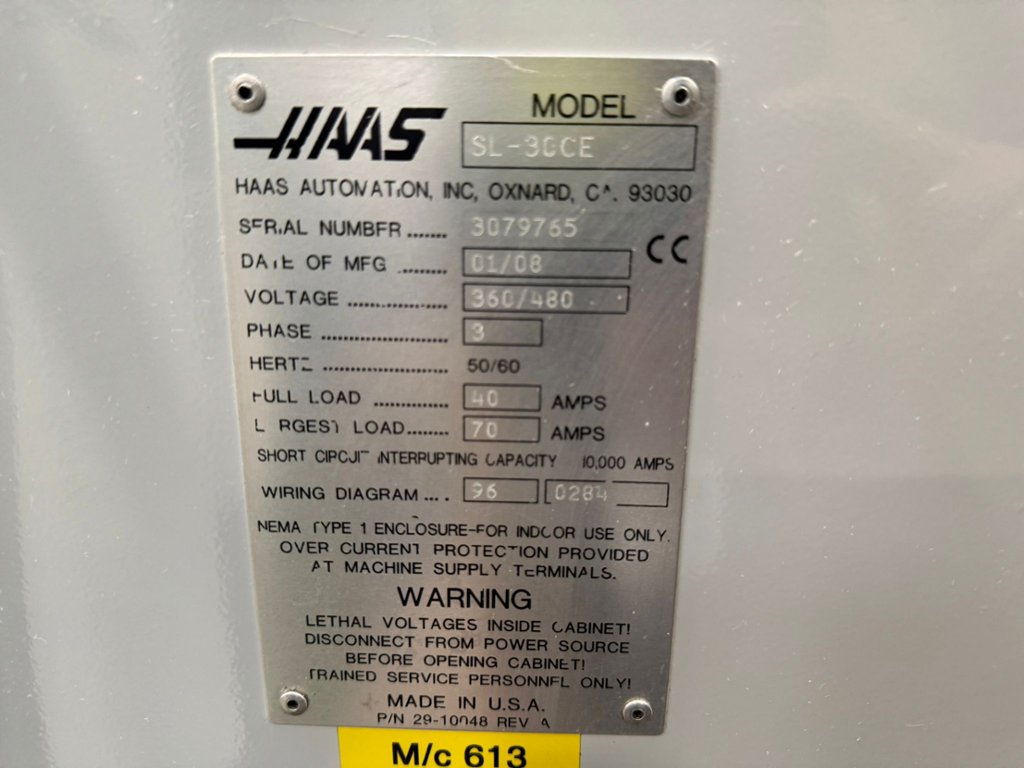 HAAS
MODEL
SL-30CE
HAAS AUTOMATION, INC, OXNARD, CA. 93030
SERIAL NUMBER ....... 3079765 CE
DATE OF MFG ........ 01/08
VOLTAGE ................ 360/480
PHASE .................... 3
HERTZ .................... 50/60
FULL LOAD ............ 40 AMPS
LARGEST LOAD....... 70 AMPS
SHORT CIRCUIT INTERRUPTING CAPACITY 10,000 AMPS
WIRING DIAGRAM .... 96 0284
NEMA TYPE 1 ENCLOSURE-FOR INDOOR USE ONLY.
OVER CURRENT PROTECTION PROVIDED
AT MACHINE SUPPLY TERMINALS.
WARNING
LETHAL VOLTAGES INSIDE CABINET!
DISCONNECT FROM POWER SOURCE
BEFORE OPENING CABINET!
TRAINED SERVICE PERSONNEL ONLY!
MADE IN U.S.A.
P/N 29-10048 REV A
M/c 613